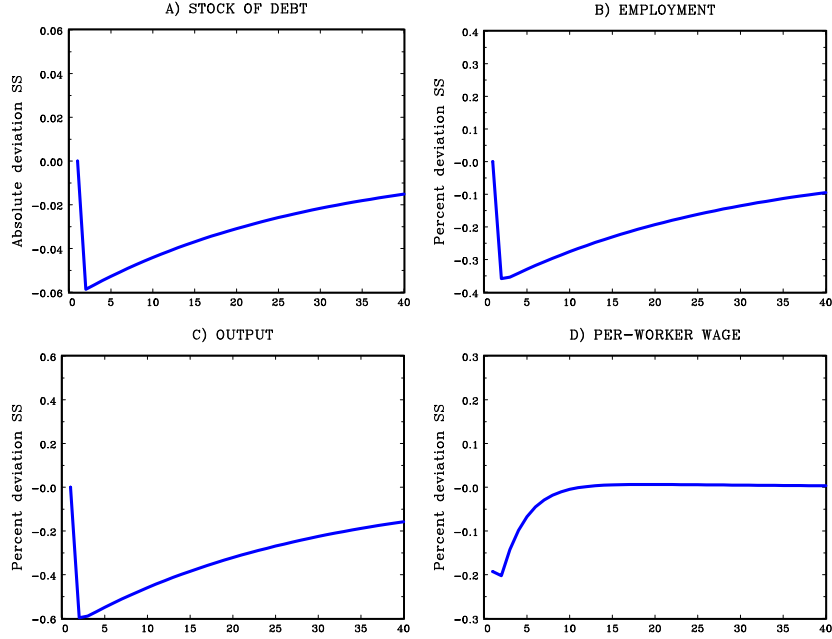 A) STOCK OF DEBT
Absolute deviation SS
0.06
0.04
0.02
0.00
−0.02
−0.04
−0.06
0 5 10 15 20 25 30 35 40
B) EMPLOYMENT
Percent deviation SS
0.4
0.3
0.2
0.1
−0.0
−0.1
−0.2
−0.3
−0.4
0 5 10 15 20 25 30 35 40
C) OUTPUT
Percent deviation SS
0.6
0.4
0.2
−0.0
−0.2
−0.4
−0.6
0 5 10 15 20 25 30 35 40
D) PER−WORKER WAGE
Percent deviation SS
0.3
0.2
0.1
−0.0
−0.1
−0.2
−0.3
0 5 10 15 20 25 30 35 40